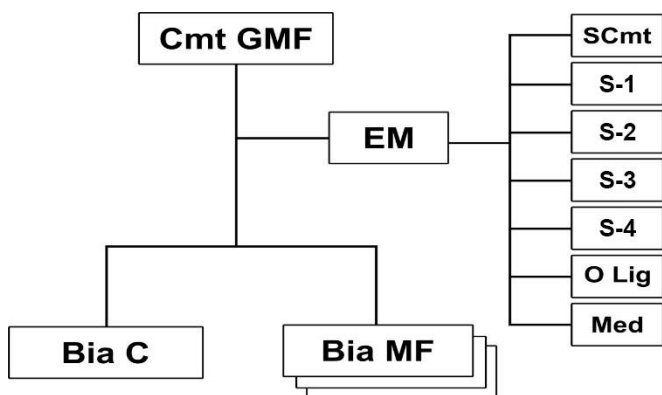 Cmt GMF
EM
SCmt
S-1
S-2
S-3
S-4
O Lig
Med
Bia C
Bia MF